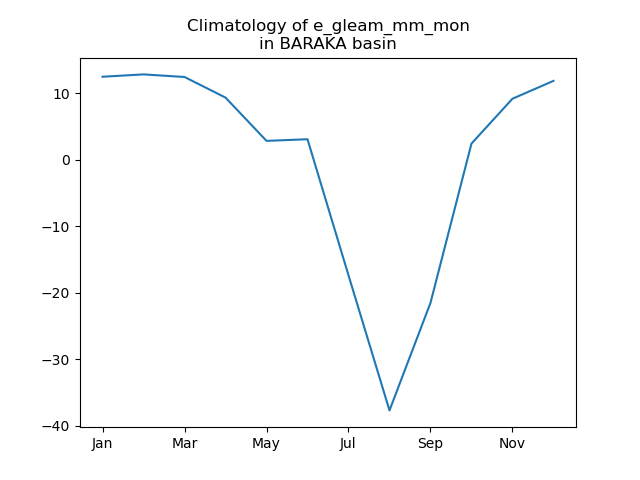 Climatology of e_gleam_mm_mon
in BARAKA basin
10
0
−10
−20
−30
−40
Jan
Mar
May
Jul
Sep
Nov